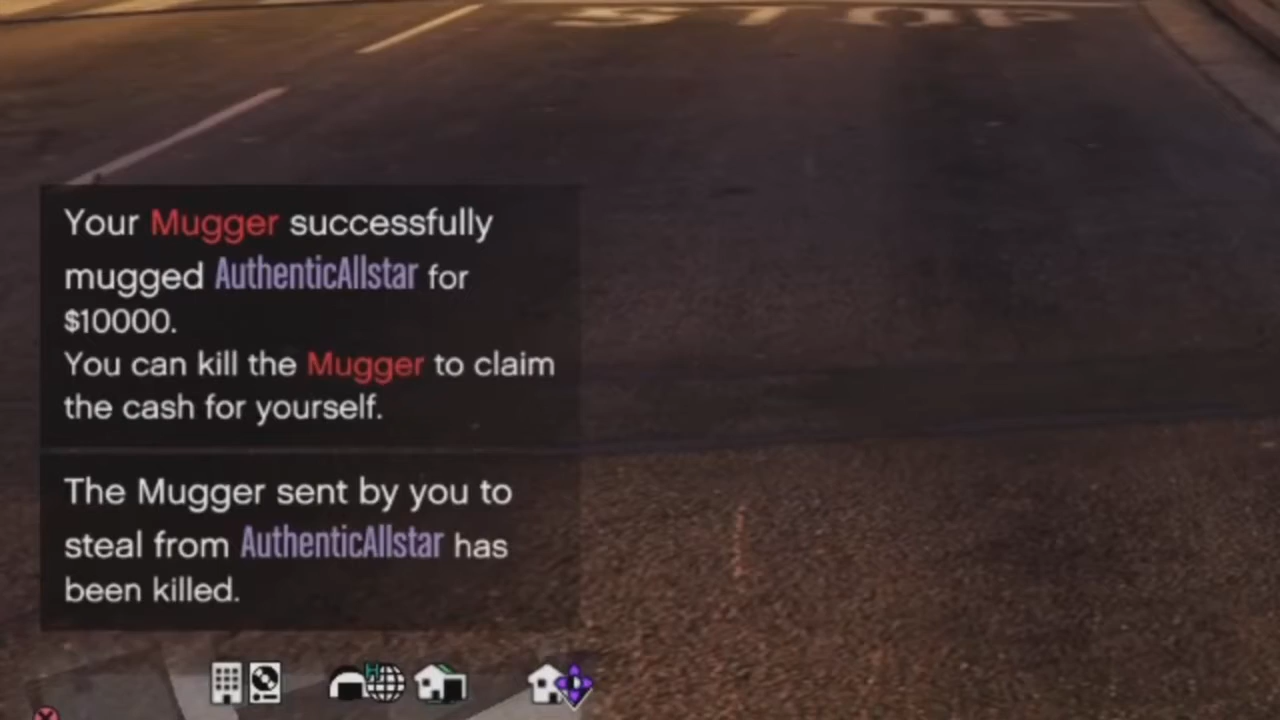 STOP
Your Mugger successfully
mugged AuthenticAllstar for
$10000.
You can kill the Mugger to claim
the cash for yourself.
The Mugger sent by you to
steal from AuthenticAllstar has
been killed.
H